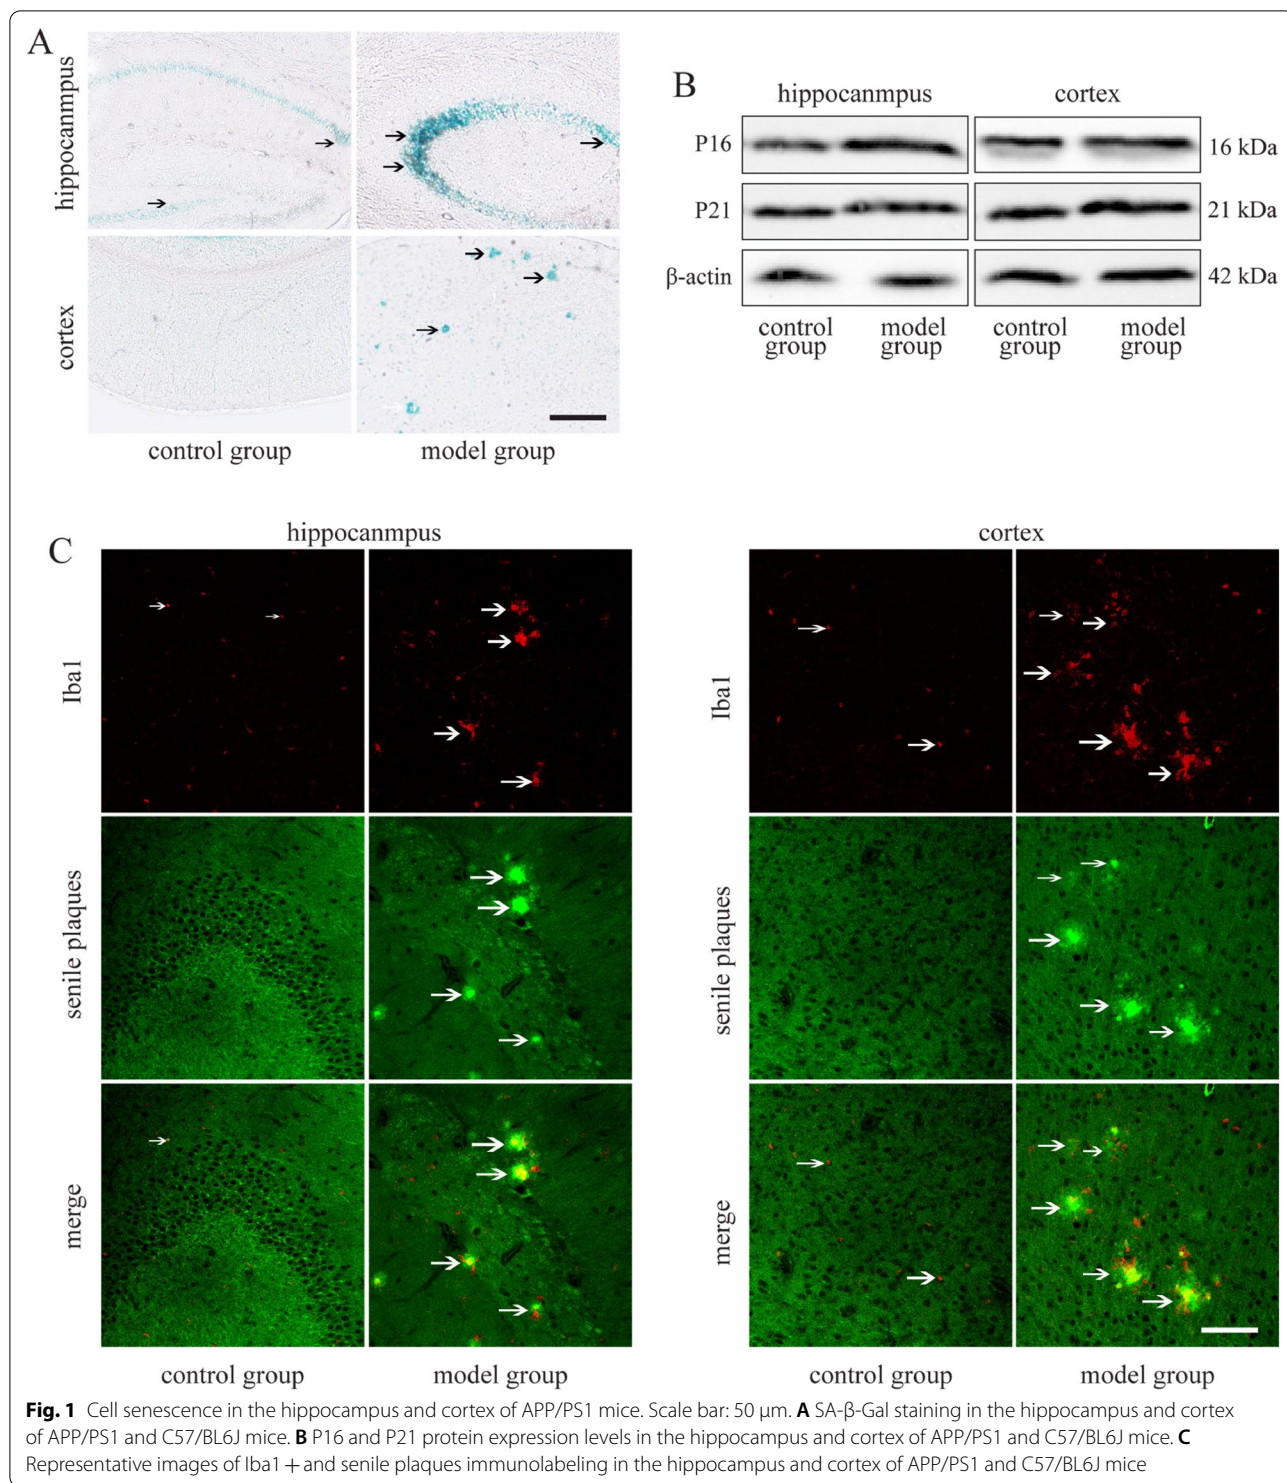 A
hippocanmpus
cortex
control group
model group
B
hippocanmpus
cortex
P16
16 kDa
P21
21 kDa
β-actin
42 kDa
control group
model group
control group
model group
C
hippocanmpus
cortex
Iba1
Iba1
senile plaques
senile plaques
merge
merge
control group
model group
control group
model group
Fig. 1 Cell senescence in the hippocampus and cortex of APP/PS1 mice. Scale bar: 50 μm. A SA-β-Gal staining in the hippocampus and cortex
of APP/PS1 and C57/BL6J mice. B P16 and P21 protein expression levels in the hippocampus and cortex of APP/PS1 and C57/BL6J mice. C
Representative images of Iba1 + and senile plaques immunolabeling in the hippocampus and cortex of APP/PS1 and C57/BL6J mice